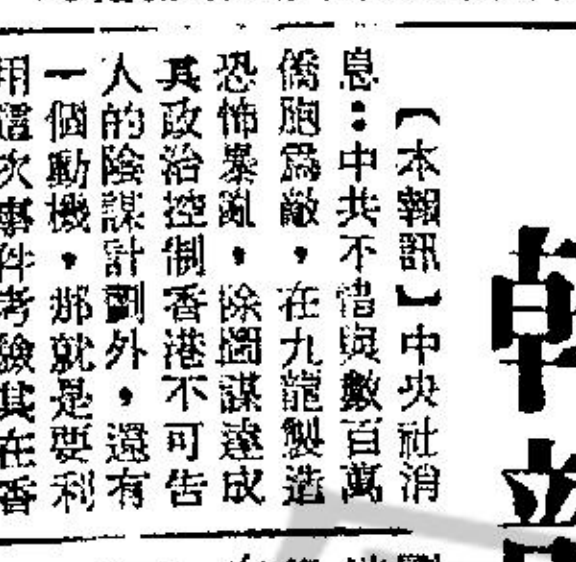 【本報訊】中央社消
息：中共不惜與數百萬
僑胞爲敵，在九龍製造
恐怖暴亂，除圖謀達成
其政治控制香港不可告
人的陰謀計劃外，還有
一個動機，那就是要利
用這次事件考驗其在香
幹